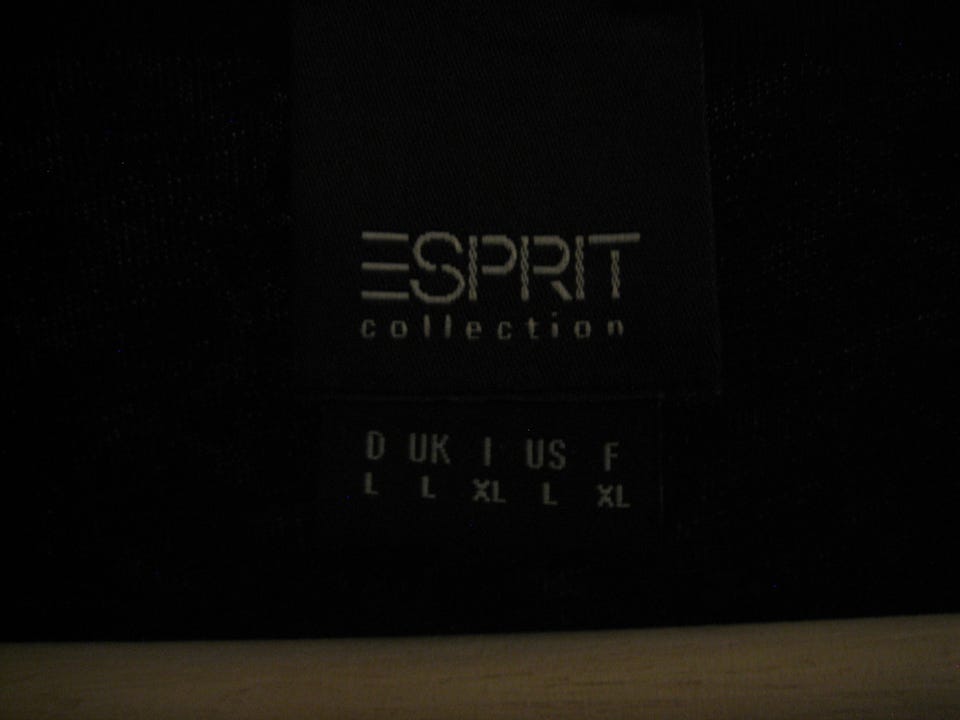 ESPRIT
collection
D UK I US F
L L XL L XL